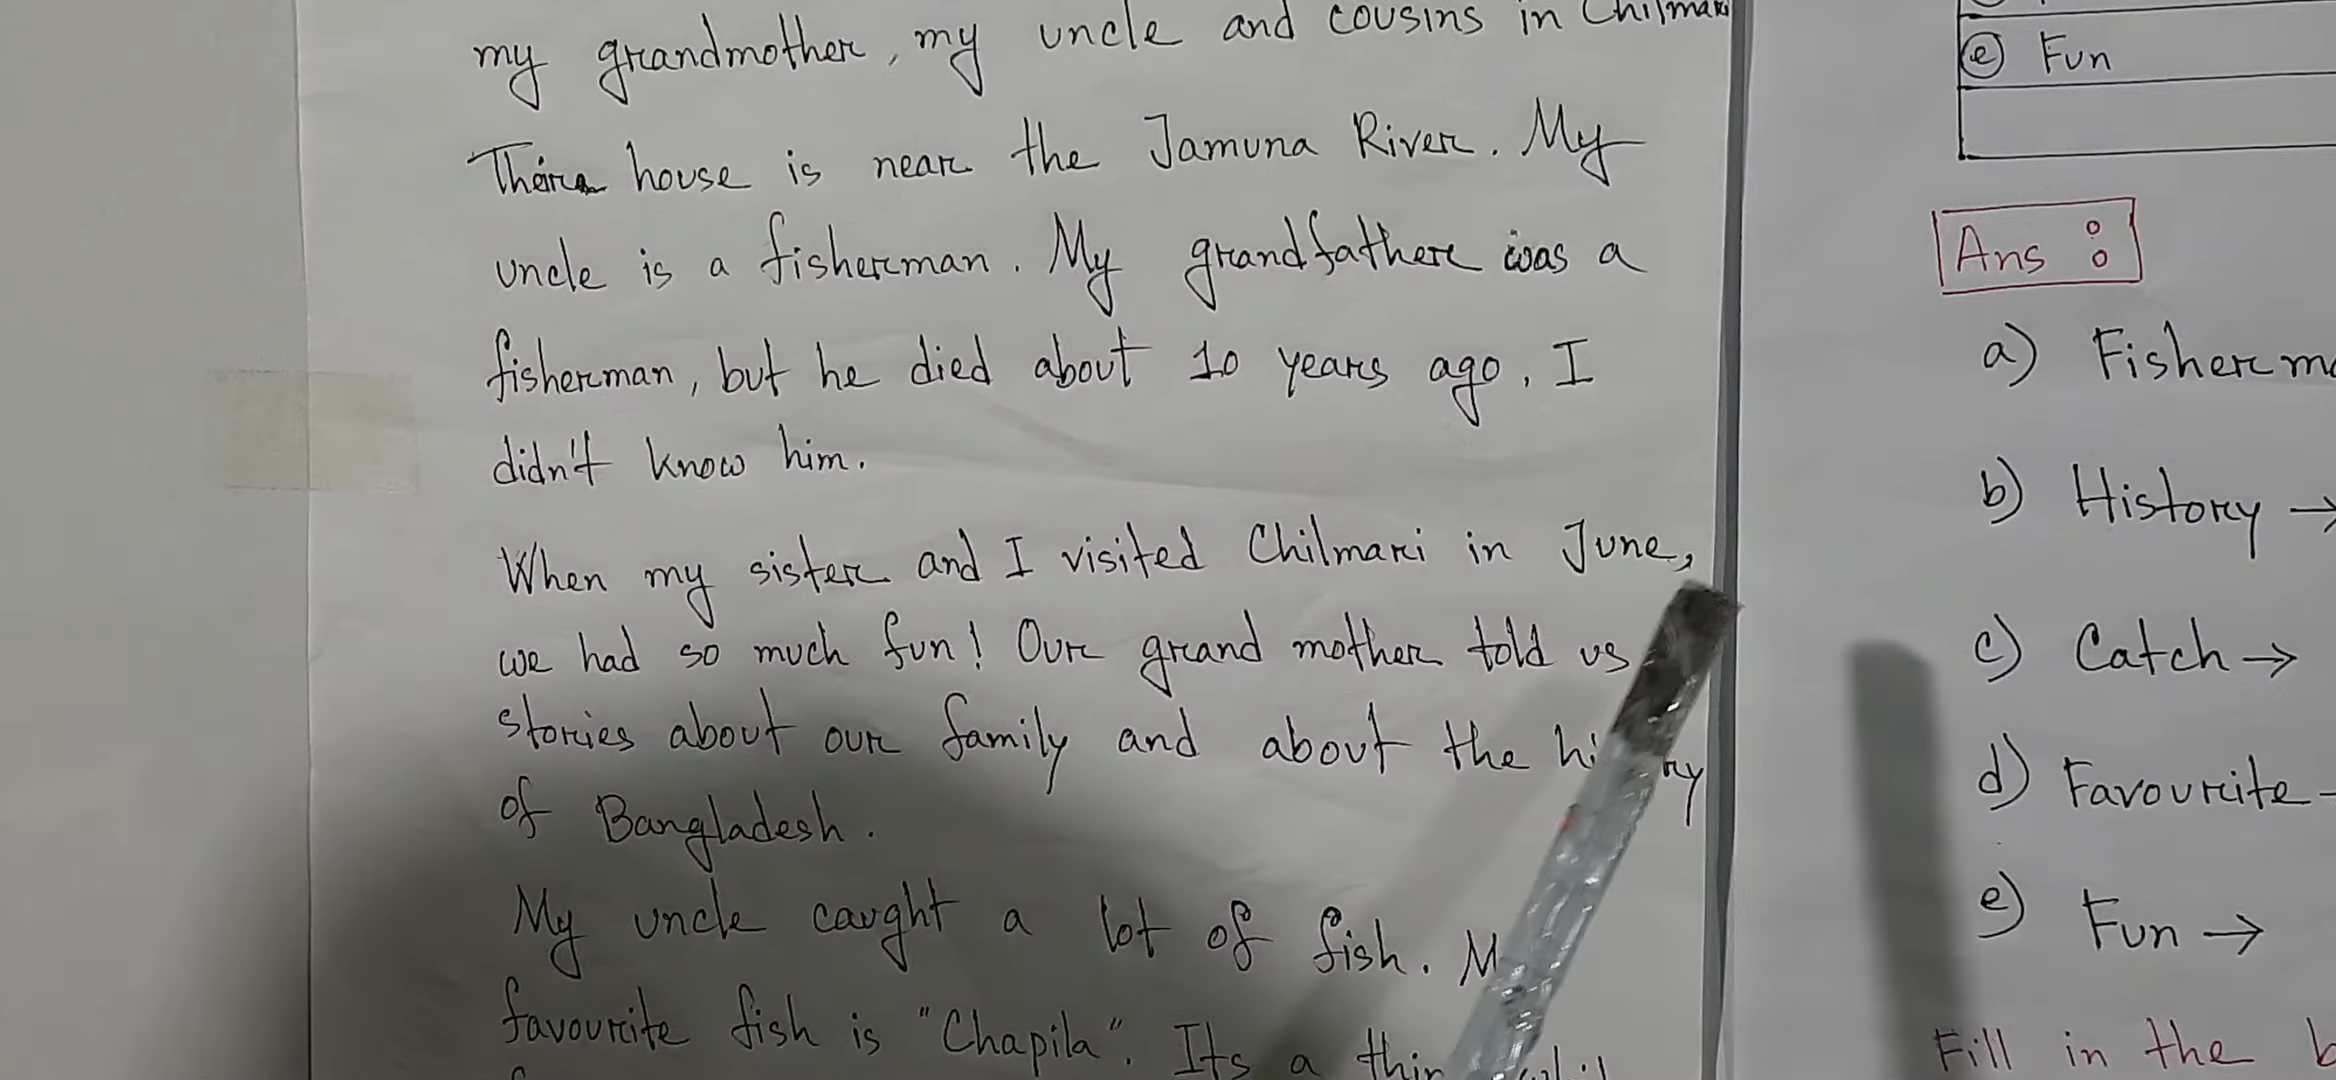 my grandmother, my uncle and cousins in Chilmari
Their house is near the Jamuna River. My
uncle is a fisherman. My grandfather was a
fisherman, but he died about 10 years ago. I
didn't know him.
When my sister and I visited Chilmari in June,
we had so much fun! Our grand mother told us
stories about our family and about the
of Bangladesh.
My uncle caught a lot of fish.
favourite fish is "Chapila". Its a
e) Fun
Ans :
a)
b) History →
c) Catch →
d) Favourite
e) Fun →
Fill in the